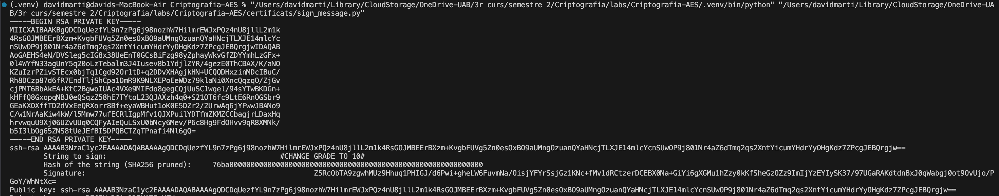 (.venv) davidmarti@davids-MacBook-Air Criptografia-AES % "/Users/davidmarti/Library/CloudStorage/OneDrive-UAB/3r curs/semestre 2/Criptografia/labs/Criptografia-AES/.venv/bin/python" "/Users/davidmarti/Library/CloudStorage/OneDrive-UA
B/3r curs/semestre 2/Criptografia/labs/Criptografia-AES/certificats/sign_message.py"
-----BEGIN RSA PRIVATE KEY-----
MIICXAIBAAKBgQDCDqUezfYL9n7zPg6j98nozhW7HilmrEWJxPQz4nU8jllL2m1k
4RsGOJMBEErBXzm+KvgbFUVg5Zn0esOxBO9aUMngOzuanQYaHNcjTLXJE14mlcYc
nSUwOP9j801Nr4aZ6dTmq2qs2XntYicumYHdrYyOHgKdz7ZPcgJEBQrgjwIDAQAB
AoGAEHS4eN/DVSleg5cIG8x38UeEnT0GCsBiFzg98yZphayWkvGfZDYYmhLzGFx+
0l4WYfN33agUnY5q20oLzTebalm3J4Iusev8b1YdjlZYR/4gezE0ThCBAX/K/aNO
KZuIzrPZivSTEcx0bjTq1Cgd92Or1tD+q2DDvXHAgjkHN+UCQQDHxzinMDcIBuC/
Rh8DCzp87d6fR7EndTljShCpa1DmR9K9NLXEPoEeWDz79klaNi0XncQqzqO/ZjGv
cjPMT6BbAkEA+KtC2BgwoIUAc4VXe9MIFdo8gegCQjUuSC1wqel/94sYTwBKDGn+
kHFfQ8GxopqNBJ0eQSqzZ58hE7TYtoL23QJAXzh4q0+S21OT6fc9LtE6RnOGSbr9
GEaKXOXffTD2dVxEeQRXorr8Bf+eyaWBHut1oK0E5DZr2/2UrwAq6jYFwwJBANo9
C/w1NrAaKiw4kW/l5Mmw77ufECRlIgpMfv1QJXPuilYDTfmZKMZCCbagjrLDaxHq
hrvwquU9Xj06UZvUUq0CQFyAIeQuLSxU0bNcy6Mev/P6c8Hg9FdOHvv9qR8XMNk/
b5I3lbOg65ZNS8tUeJEfBI5DPQBCTZqTPnafi4Nl6gQ=
-----END RSA PRIVATE KEY-----
ssh-rsa AAAAB3NzaC1yc2EAAAADAQABAAAAgQDCDqUezfYL9n7zPg6j98nozhW7HilmrEWJxPQz4nU8jllL2m1k4RsGOJMBEErBXzm+KvgbFUVg5Zn0esOxBO9aUMngOzuanQYaHNcjTLXJE14mlcYcnSUwOP9j801Nr4aZ6dTmq2qs2XntYicumYHdrYyOHgKdz7ZPcgJEBQrgjw==
String to sign: #CHANGE GRADE TO 10#
Hash of the string (SHA256 pruned): 76ba000000000000000000000000000000000000000000000000000000000000
Signature: Z5RcQbTA9zgwhMUz9Hhuq1PHIGJ/d6Pwi+gheLW6FuvmNa/OisjYFYrSsjGz1KNc+fMv1dRCtzerDCEBX0Na+GiYi6gXGMu1hZzy0kKfSheGzOZz9ImIjYzEYIySK37/97UGaRAKdtdnBxJ0qWabgj0ot9OvUjo/P
GoY/WhNtXc=
Public key: ssh-rsa AAAAB3NzaC1yc2EAAAADAQABAAAAgQDCDqUezfYL9n7zPg6j98nozhW7HilmrEWJxPQz4nU8jllL2m1k4RsGOJMBEErBXzm+KvgbFUVg5Zn0esOxBO9aUMngOzuanQYaHNcjTLXJE14mlcYcnSUwOP9j801Nr4aZ6dTmq2qs2XntYicumYHdrYyOHgKdz7ZPcgJEBQrgjw==